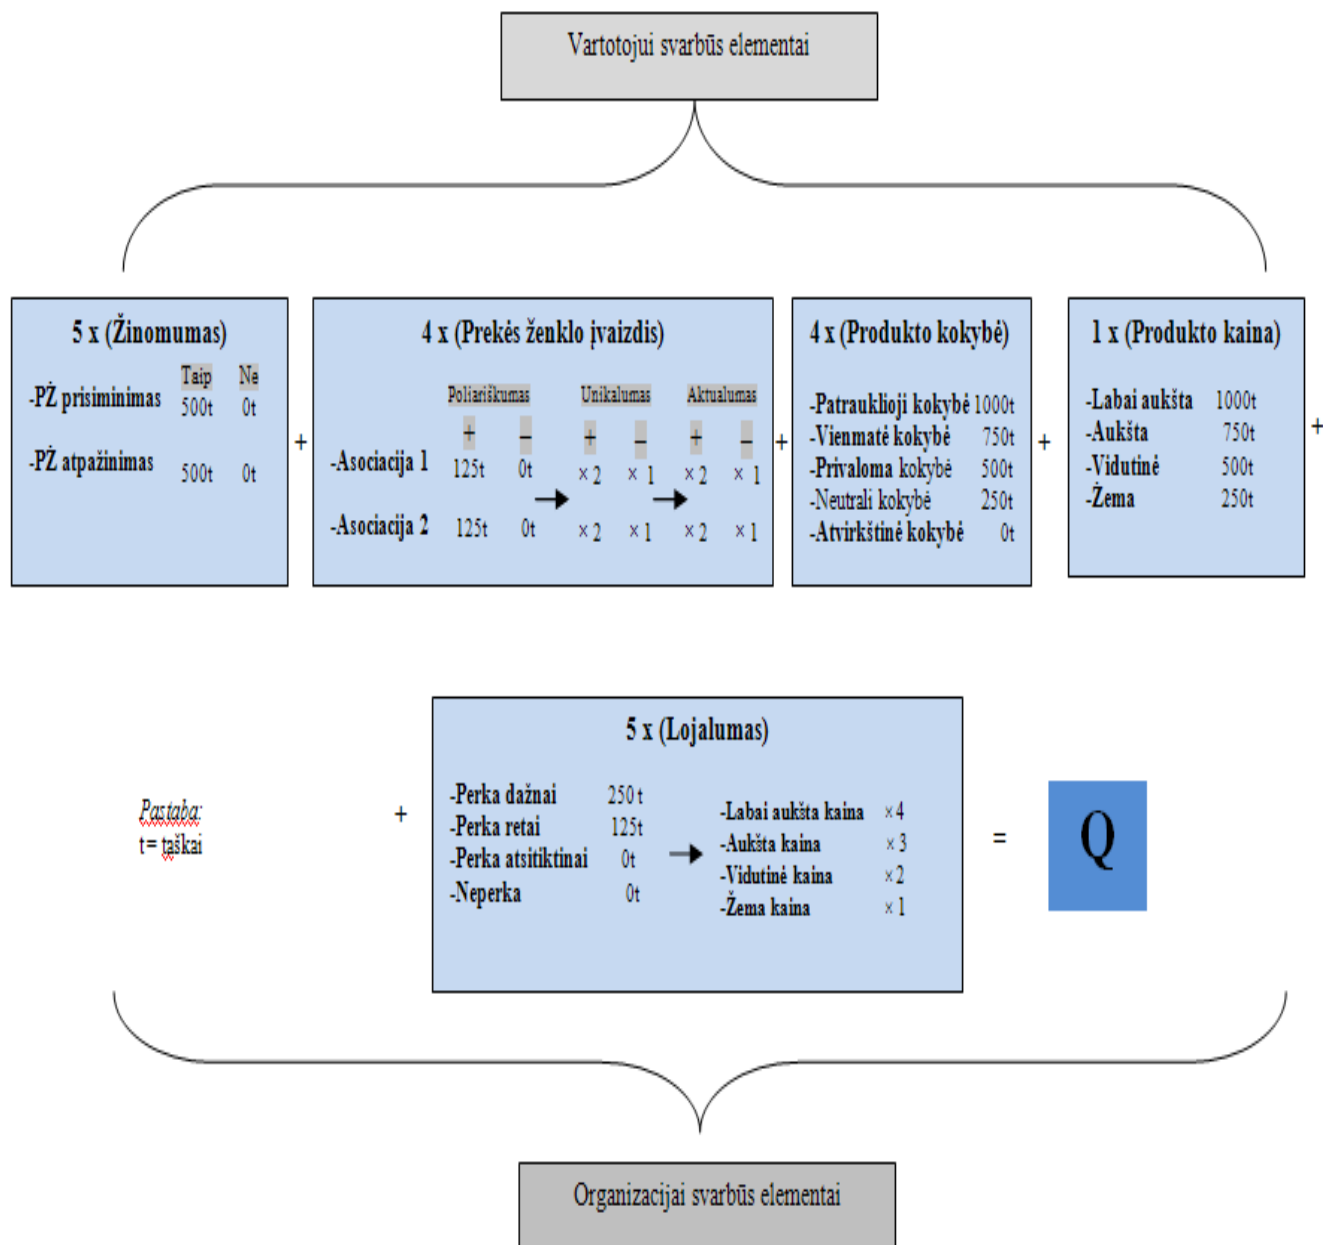 Vartotojui svarbūs elementai
5 x (Žinomumas)
Taip Ne
-PŽ prisiminimas 500t 0t
-PŽ atpažinimas 500t 0t
+
4 x (Prekės ženklo įvaizdis)
Poliariškumas Unikalumas Aktualumas
+ – + – + –
-Asociacija 1 125t 0t × 2 × 1 × 2 × 1
-Asociacija 2 125t 0t × 2 × 1 × 2 × 1
+
4 x (Produkto kokybė)
-Patrauklioji kokybė 1000t
-Vienmatė kokybė 750t
-Privaloma kokybė 500t
-Neutrali kokybė 250t
-Atvirkštinė kokybė 0t
+
1 x (Produkto kaina)
-Labai aukšta 1000t
-Aukšta 750t
-Vidutinė 500t
-Žema 250t
+
Pastaba:
t = taškai
+
5 x (Lojalumas)
-Perka dažnai 250 t
-Perka retai 125t
-Perka atsitiktinai 0t
-Neperka 0t
-Labai aukšta kaina × 4
-Aukšta kaina × 3
-Vidutinė kaina × 2
-Žema kaina × 1
=
Q
Organizacijai svarbūs elementai